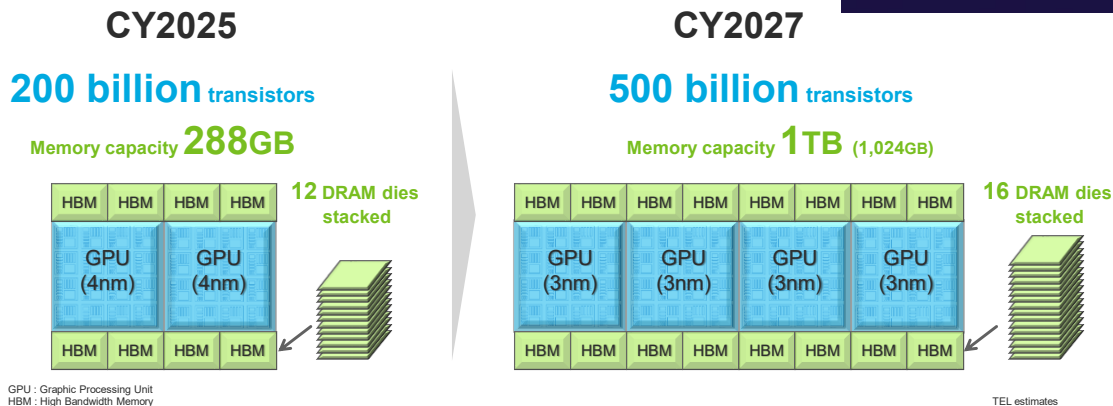 CY2025
200 billion transistors
Memory capacity 288GB
HBM HBM HBM HBM
12 DRAM dies
stacked
GPU
(4nm)
GPU
(4nm)
HBM HBM HBM HBM
CY2027
500 billion transistors
Memory capacity 1TB (1,024GB)
HBM HBM HBM HBM HBM HBM HBM HBM
16 DRAM dies
stacked
GPU
(3nm)
GPU
(3nm)
GPU
(3nm)
GPU
(3nm)
HBM HBM HBM HBM HBM HBM HBM HBM
GPU : Graphic Processing Unit
HBM : High Bandwidth Memory
TEL estimates